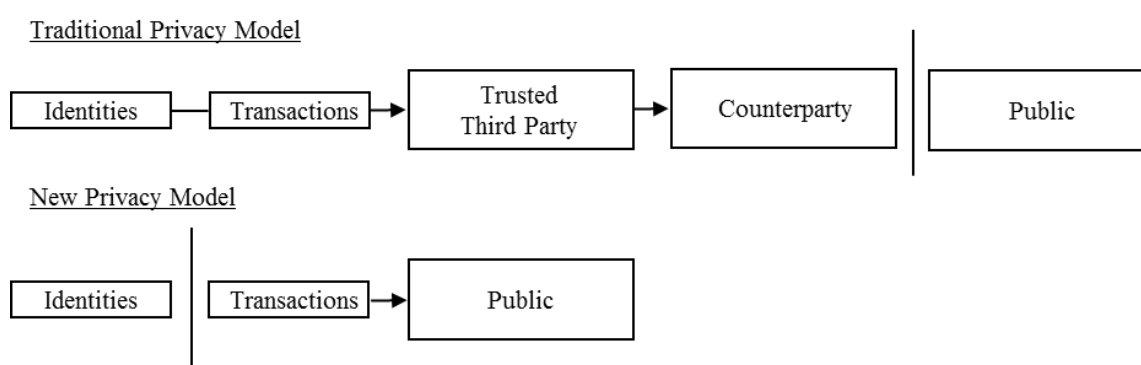 Traditional Privacy Model
Identities
Transactions
Trusted
Third Party
Counterparty
Public
New Privacy Model
Identities
Transactions
Public